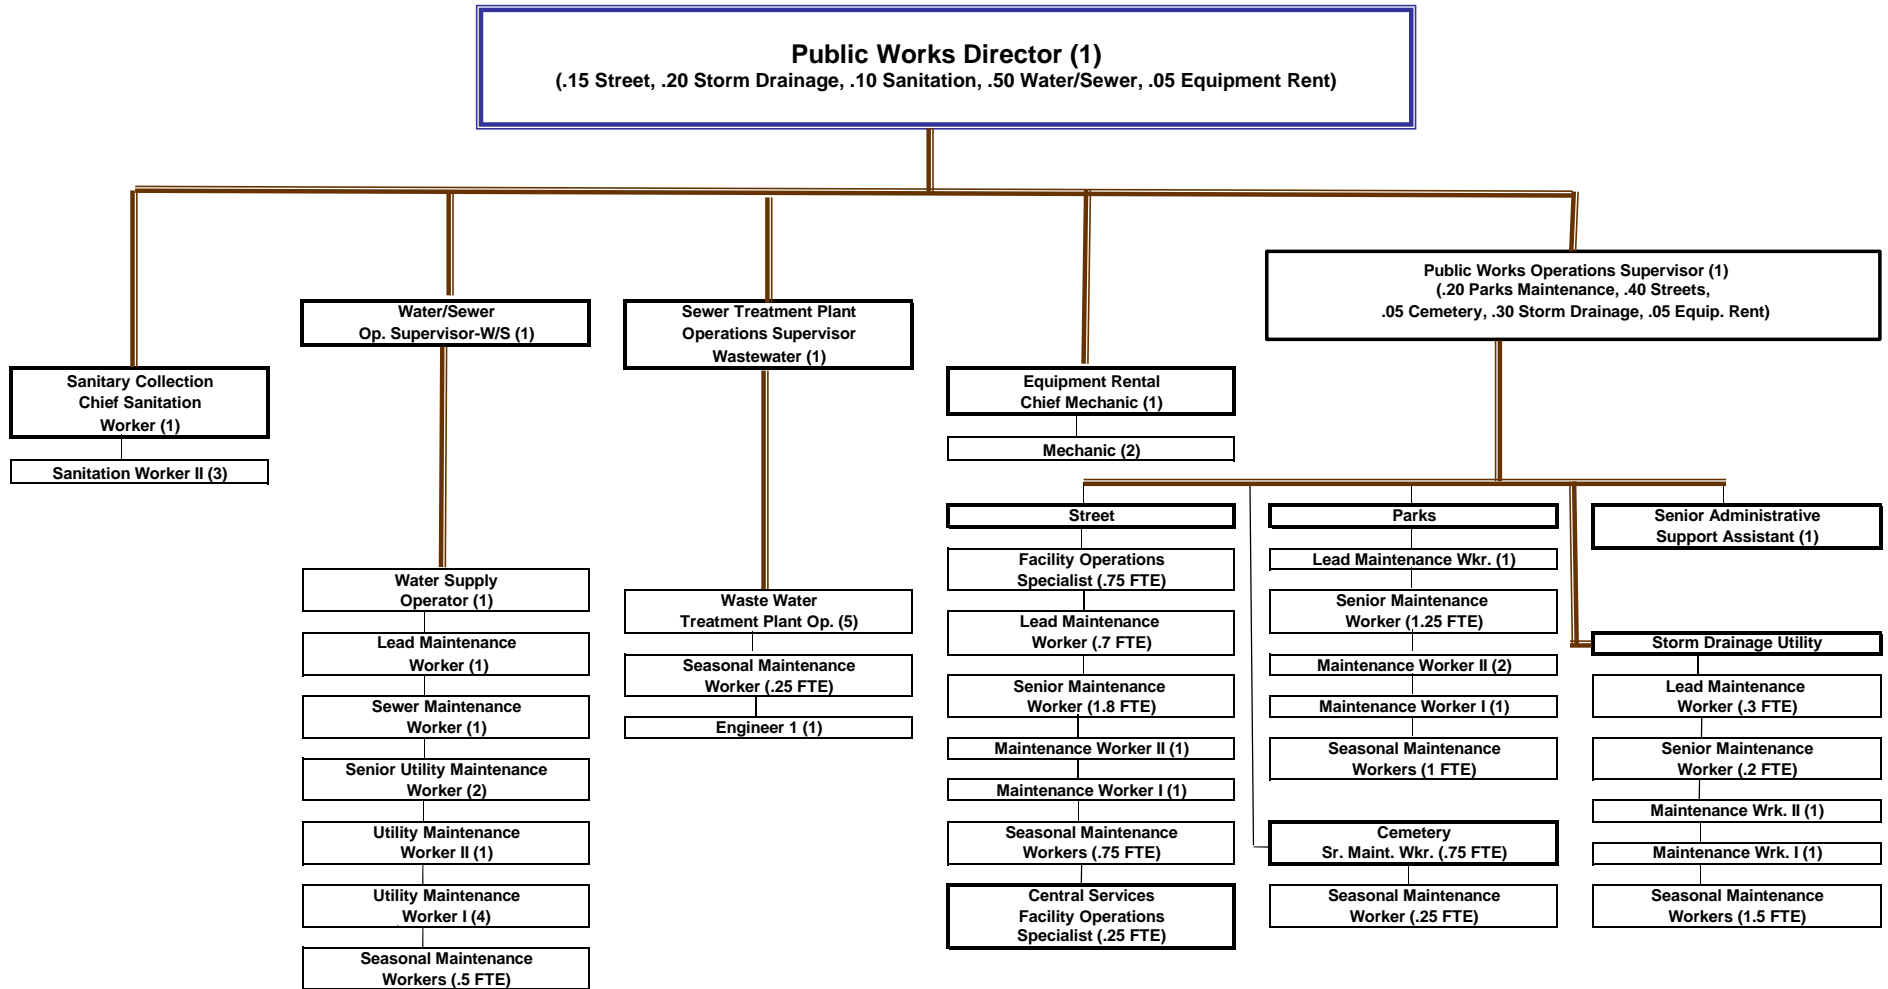 Public Works Director (1)
(.15 Street, .20 Storm Drainage, .10 Sanitation, .50 Water/Sewer, .05 Equipment Rent)
Sanitary Collection
Chief Sanitation
Worker (1)
Sanitation Worker II (3)
Water/Sewer
Op. Supervisor-W/S (1)
Water Supply
Operator (1)
Lead Maintenance
Worker (1)
Sewer Maintenance
Worker (1)
Senior Utility Maintenance
Worker (2)
Utility Maintenance
Worker II (1)
Utility Maintenance
Worker I (4)
Seasonal Maintenance
Workers (.5 FTE)
Sewer Treatment Plant
Operations Supervisor
Wastewater (1)
Waste Water
Treatment Plant Op. (5)
Seasonal Maintenance
Worker (.25 FTE)
Engineer 1 (1)
Equipment Rental
Chief Mechanic (1)
Mechanic (2)
Public Works Operations Supervisor (1)
(.20 Parks Maintenance, .40 Streets,
.05 Cemetery, .30 Storm Drainage, .05 Equip. Rent)
Street
Facility Operations
Specialist (.75 FTE)
Lead Maintenance
Worker (.7 FTE)
Senior Maintenance
Worker (1.8 FTE)
Maintenance Worker II (1)
Maintenance Worker I (1)
Seasonal Maintenance
Workers (.75 FTE)
Central Services
Facility Operations
Specialist (.25 FTE)
Parks
Lead Maintenance Wkr. (1)
Senior Maintenance
Worker (1.25 FTE)
Maintenance Worker II (2)
Maintenance Worker I (1)
Seasonal Maintenance
Workers (1 FTE)
Cemetery
Sr. Maint. Wkr. (.75 FTE)
Seasonal Maintenance
Worker (.25 FTE)
Senior Administrative
Support Assistant (1)
Storm Drainage Utility
Lead Maintenance
Worker (.3 FTE)
Senior Maintenance
Worker (.2 FTE)
Maintenance Wrk. II (1)
Maintenance Wrk. I (1)
Seasonal Maintenance
Workers (1.5 FTE)